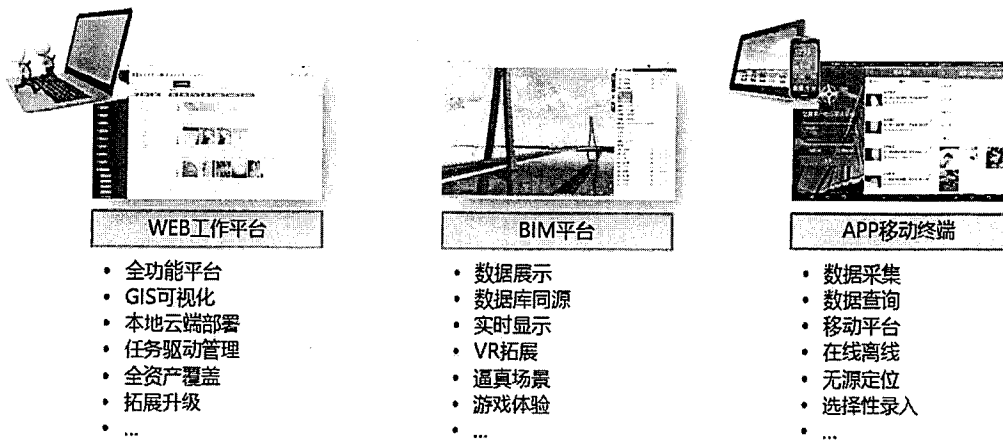 WEB工作平台
• 全功能平台
• GIS可视化
• 本地云端部署
• 任务驱动管理
• 全资产覆盖
• 拓展升级
• ...
BIM平台
• 数据展示
• 数据库同源
• 实时显示
• VR拓展
• 逼真场景
• 游戏体验
• ...
APP移动终端
• 数据采集
• 数据查询
• 移动平台
• 在线离线
• 无源定位
• 选择性录入
• ...